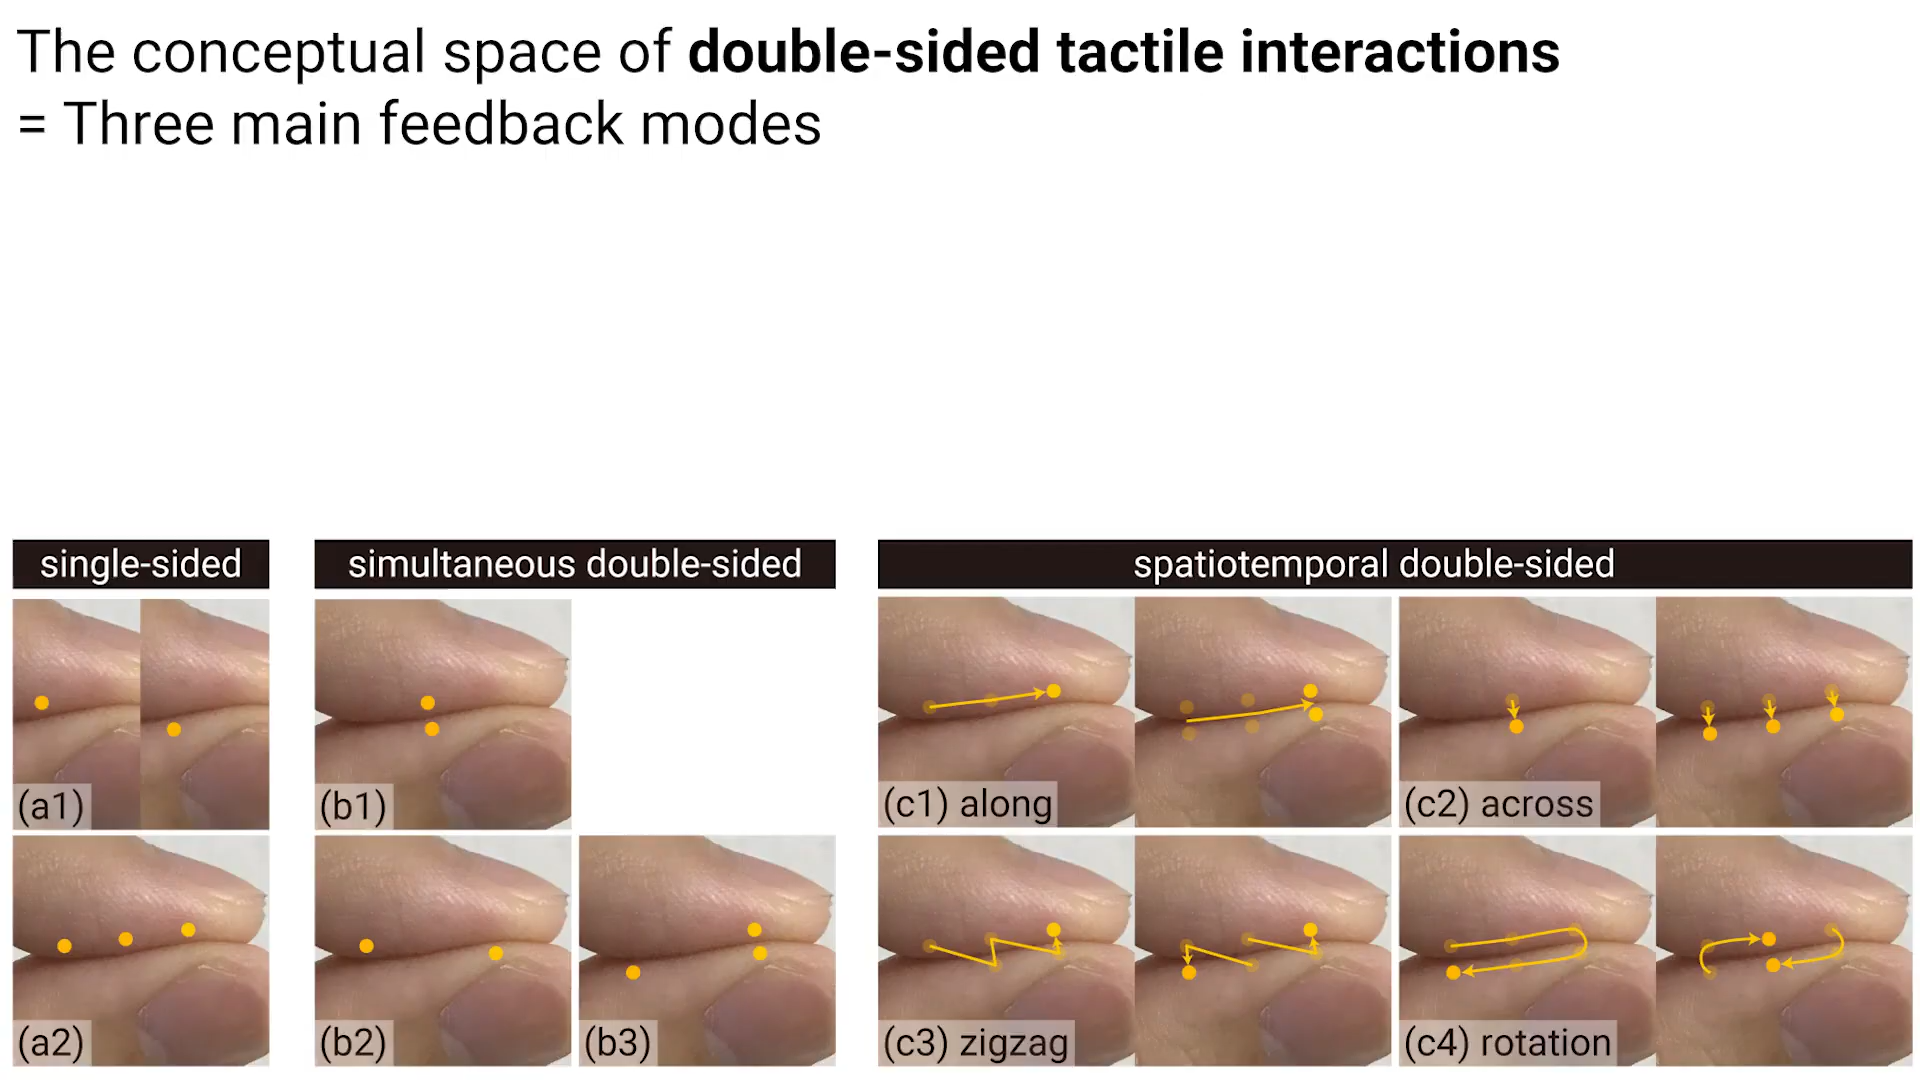 The conceptual space of double-sided tactile interactions
= Three main feedback modes
single-sided
simultaneous double-sided
spatiotemporal double-sided
(a1)
(b1)
(c1) along
(c2) across
(a2)
(b2)
(b3)
(c3) zigzag
(c4) rotation